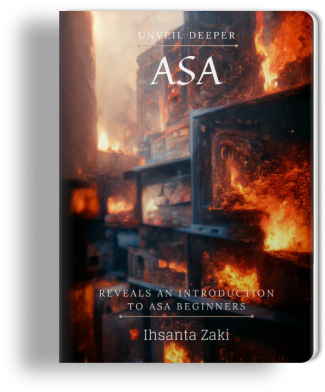 UNVEIL DEEPER
ASA
REVEALS AN INTRODUCTION
TO ASA BEGINNERS
Ihsanta Zaki